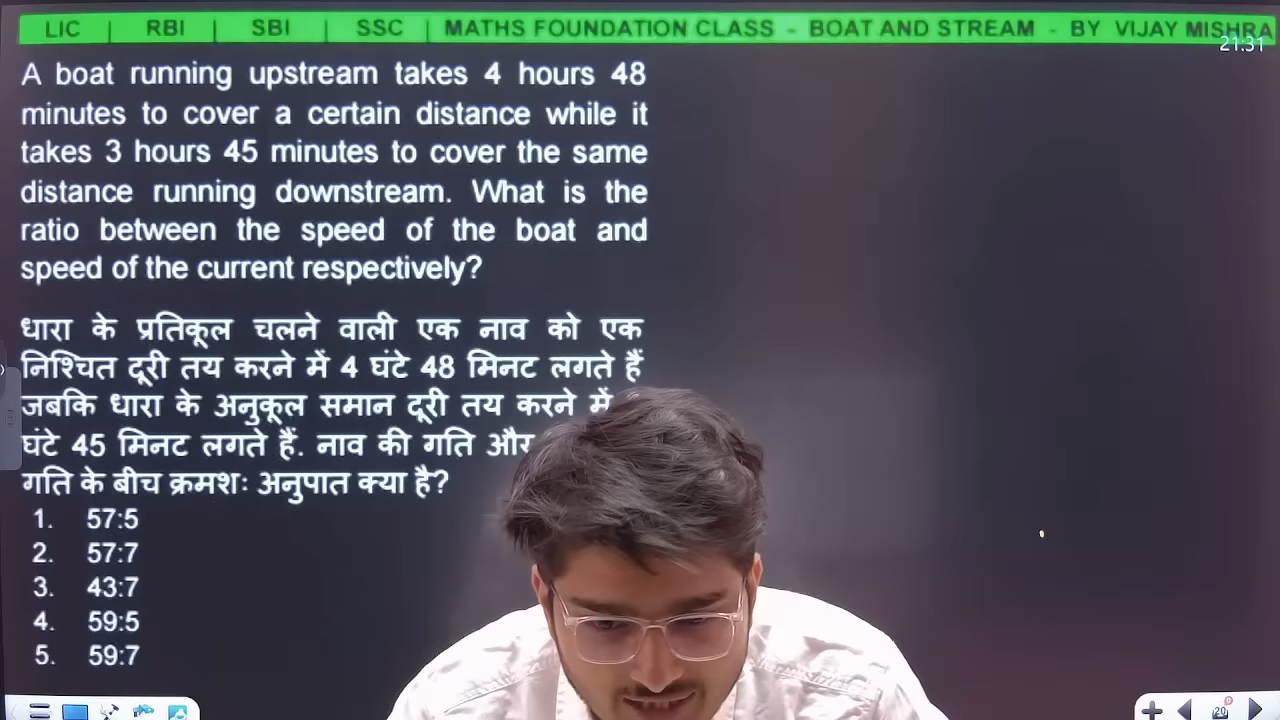 LIC | RBI | SBI | SSC | MATHS FOUNDATION CLASS - BOAT AND STREAM - BY VIJAY MISHRA
21:31
A boat running upstream takes 4 hours 48
minutes to cover a certain distance while it
takes 3 hours 45 minutes to cover the same
distance running downstream. What is the
ratio between the speed of the boat and
speed of the current respectively?
धारा के प्रतिकूल चलने वाली एक नाव को एक
निश्चित दूरी तय करने में 4 घंटे 48 मिनट लगते हैं
जबकि धारा के अनुकूल समान दूरी तय करने में
घंटे 45 मिनट लगते हैं. नाव की गति और
गति के बीच क्रमशः अनुपात क्या है?
1. 57:5
2. 57:7
3. 43:7
4. 59:5
5. 59:7
20